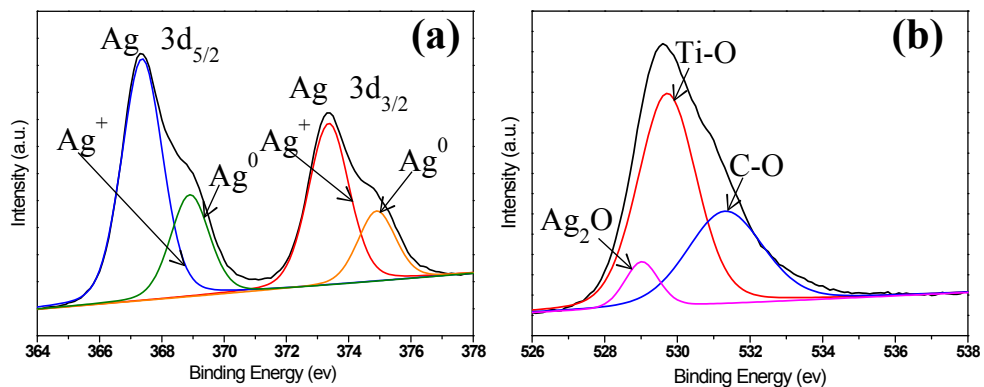 (a)
Ag 3d5/2
Ag 3d3/2
Ag+
Ag0
Ag+
Ag0
Intensity (a.u.)
364 366 368 370 372 374 376 378
Binding Energy (ev)
(b)
Ti-O
C-O
Ag2O
Intensity (a.u.)
526 528 530 532 534 536 538
Binding Energy (ev)